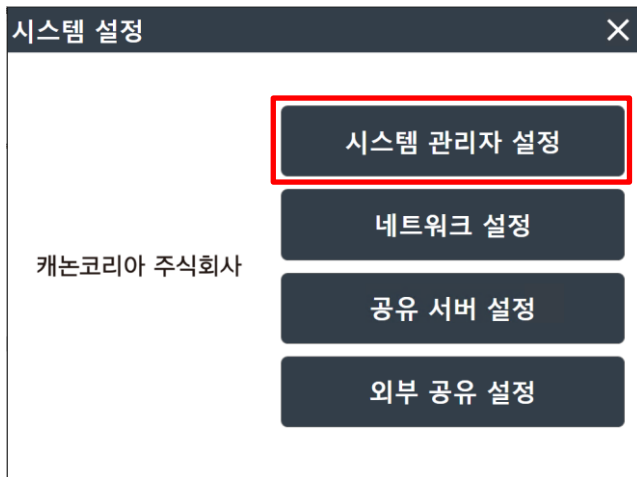 시스템 설정
시스템 관리자 설정
네트워크 설정
캐논코리아 주식회사
공유 서버 설정
외부 공유 설정